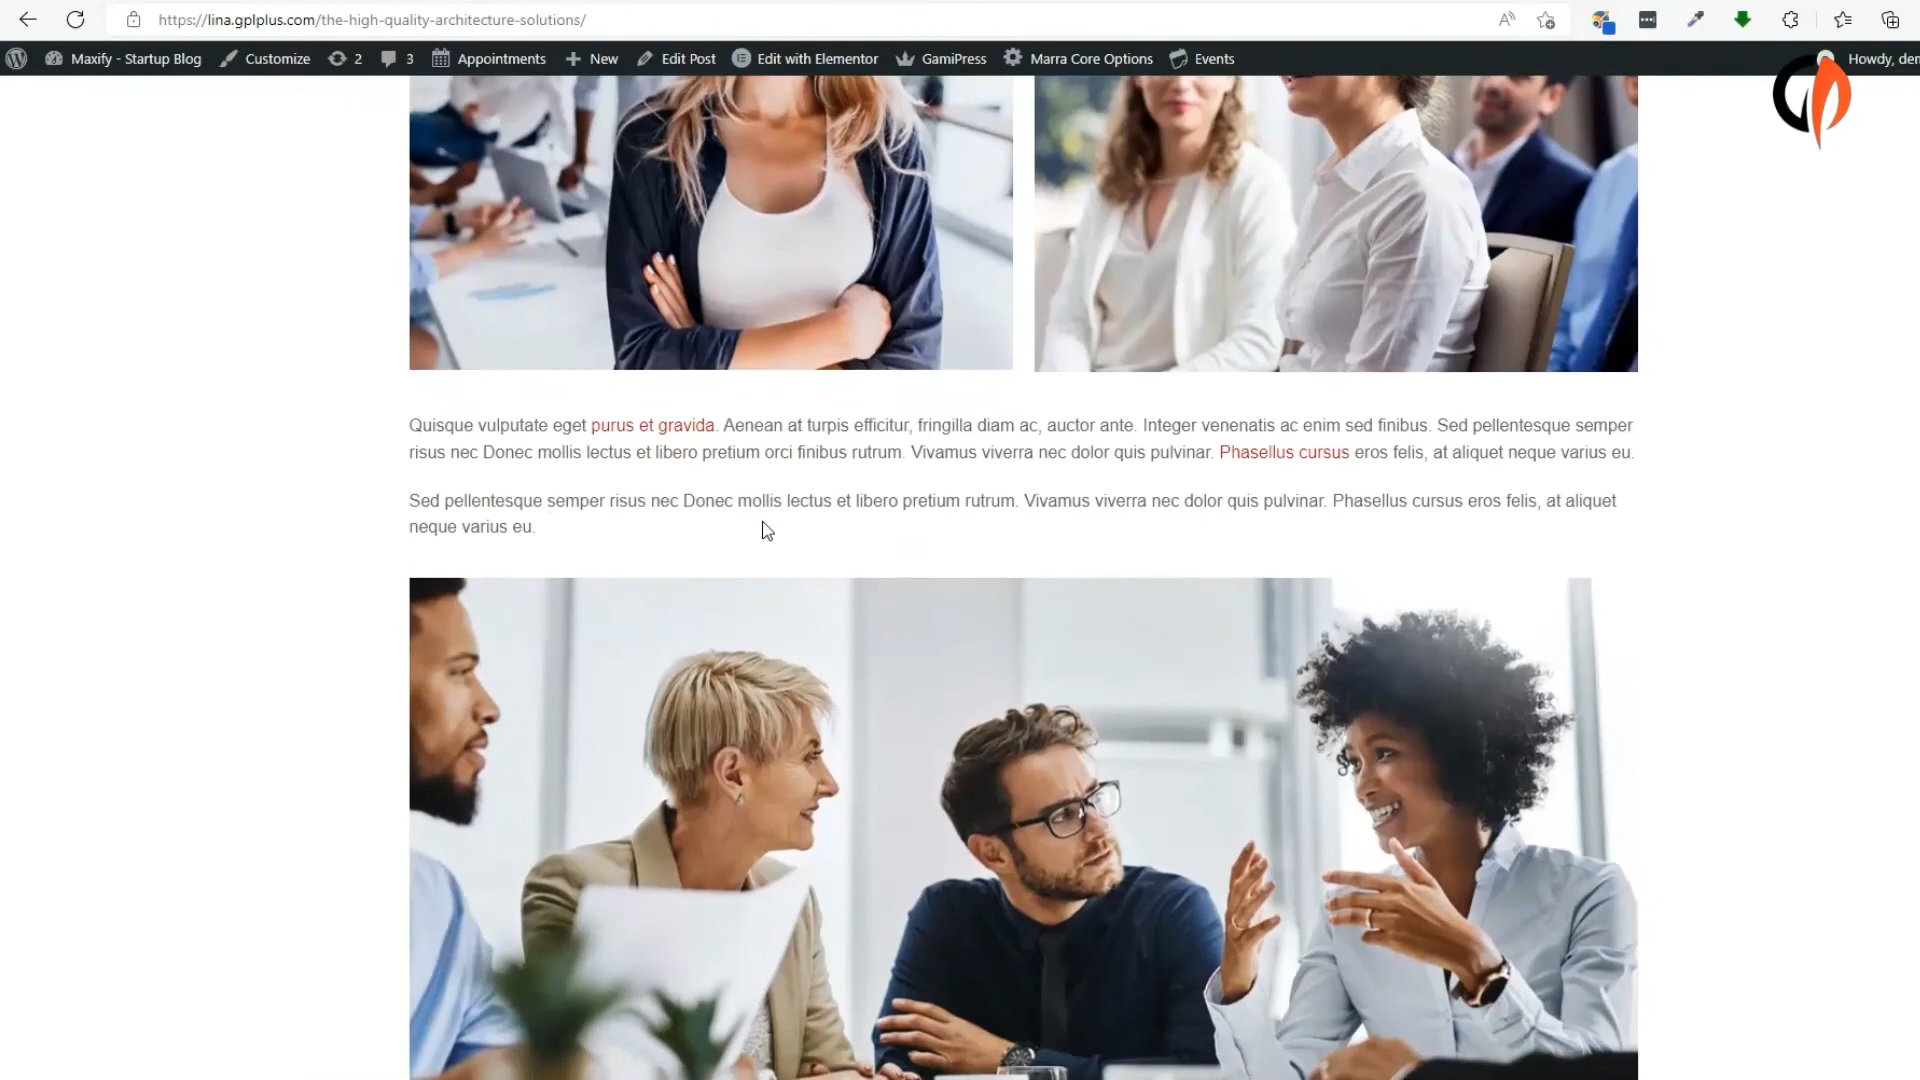 https://lina.gplplus.com/the-high-quality-architecture-solutions/
Maxify - Startup Blog Customize 2 3 Appointments New Edit Post Edit with Elementor GamiPress Marra Core Options Events Howdy, den
Quisque vulputate eget purus et gravida. Aenean at turpis efficitur, fringilla diam ac, auctor ante. Integer venenatis ac enim sed finibus. Sed pellentesque semper
risus nec Donec mollis lectus et libero pretium orci finibus rutrum. Vivamus viverra nec dolor quis pulvinar. Phasellus cursus eros felis, at aliquet neque varius eu.
Sed pellentesque semper risus nec Donec mollis lectus et libero pretium rutrum. Vivamus viverra nec dolor quis pulvinar. Phasellus cursus eros felis, at aliquet
neque varius eu.